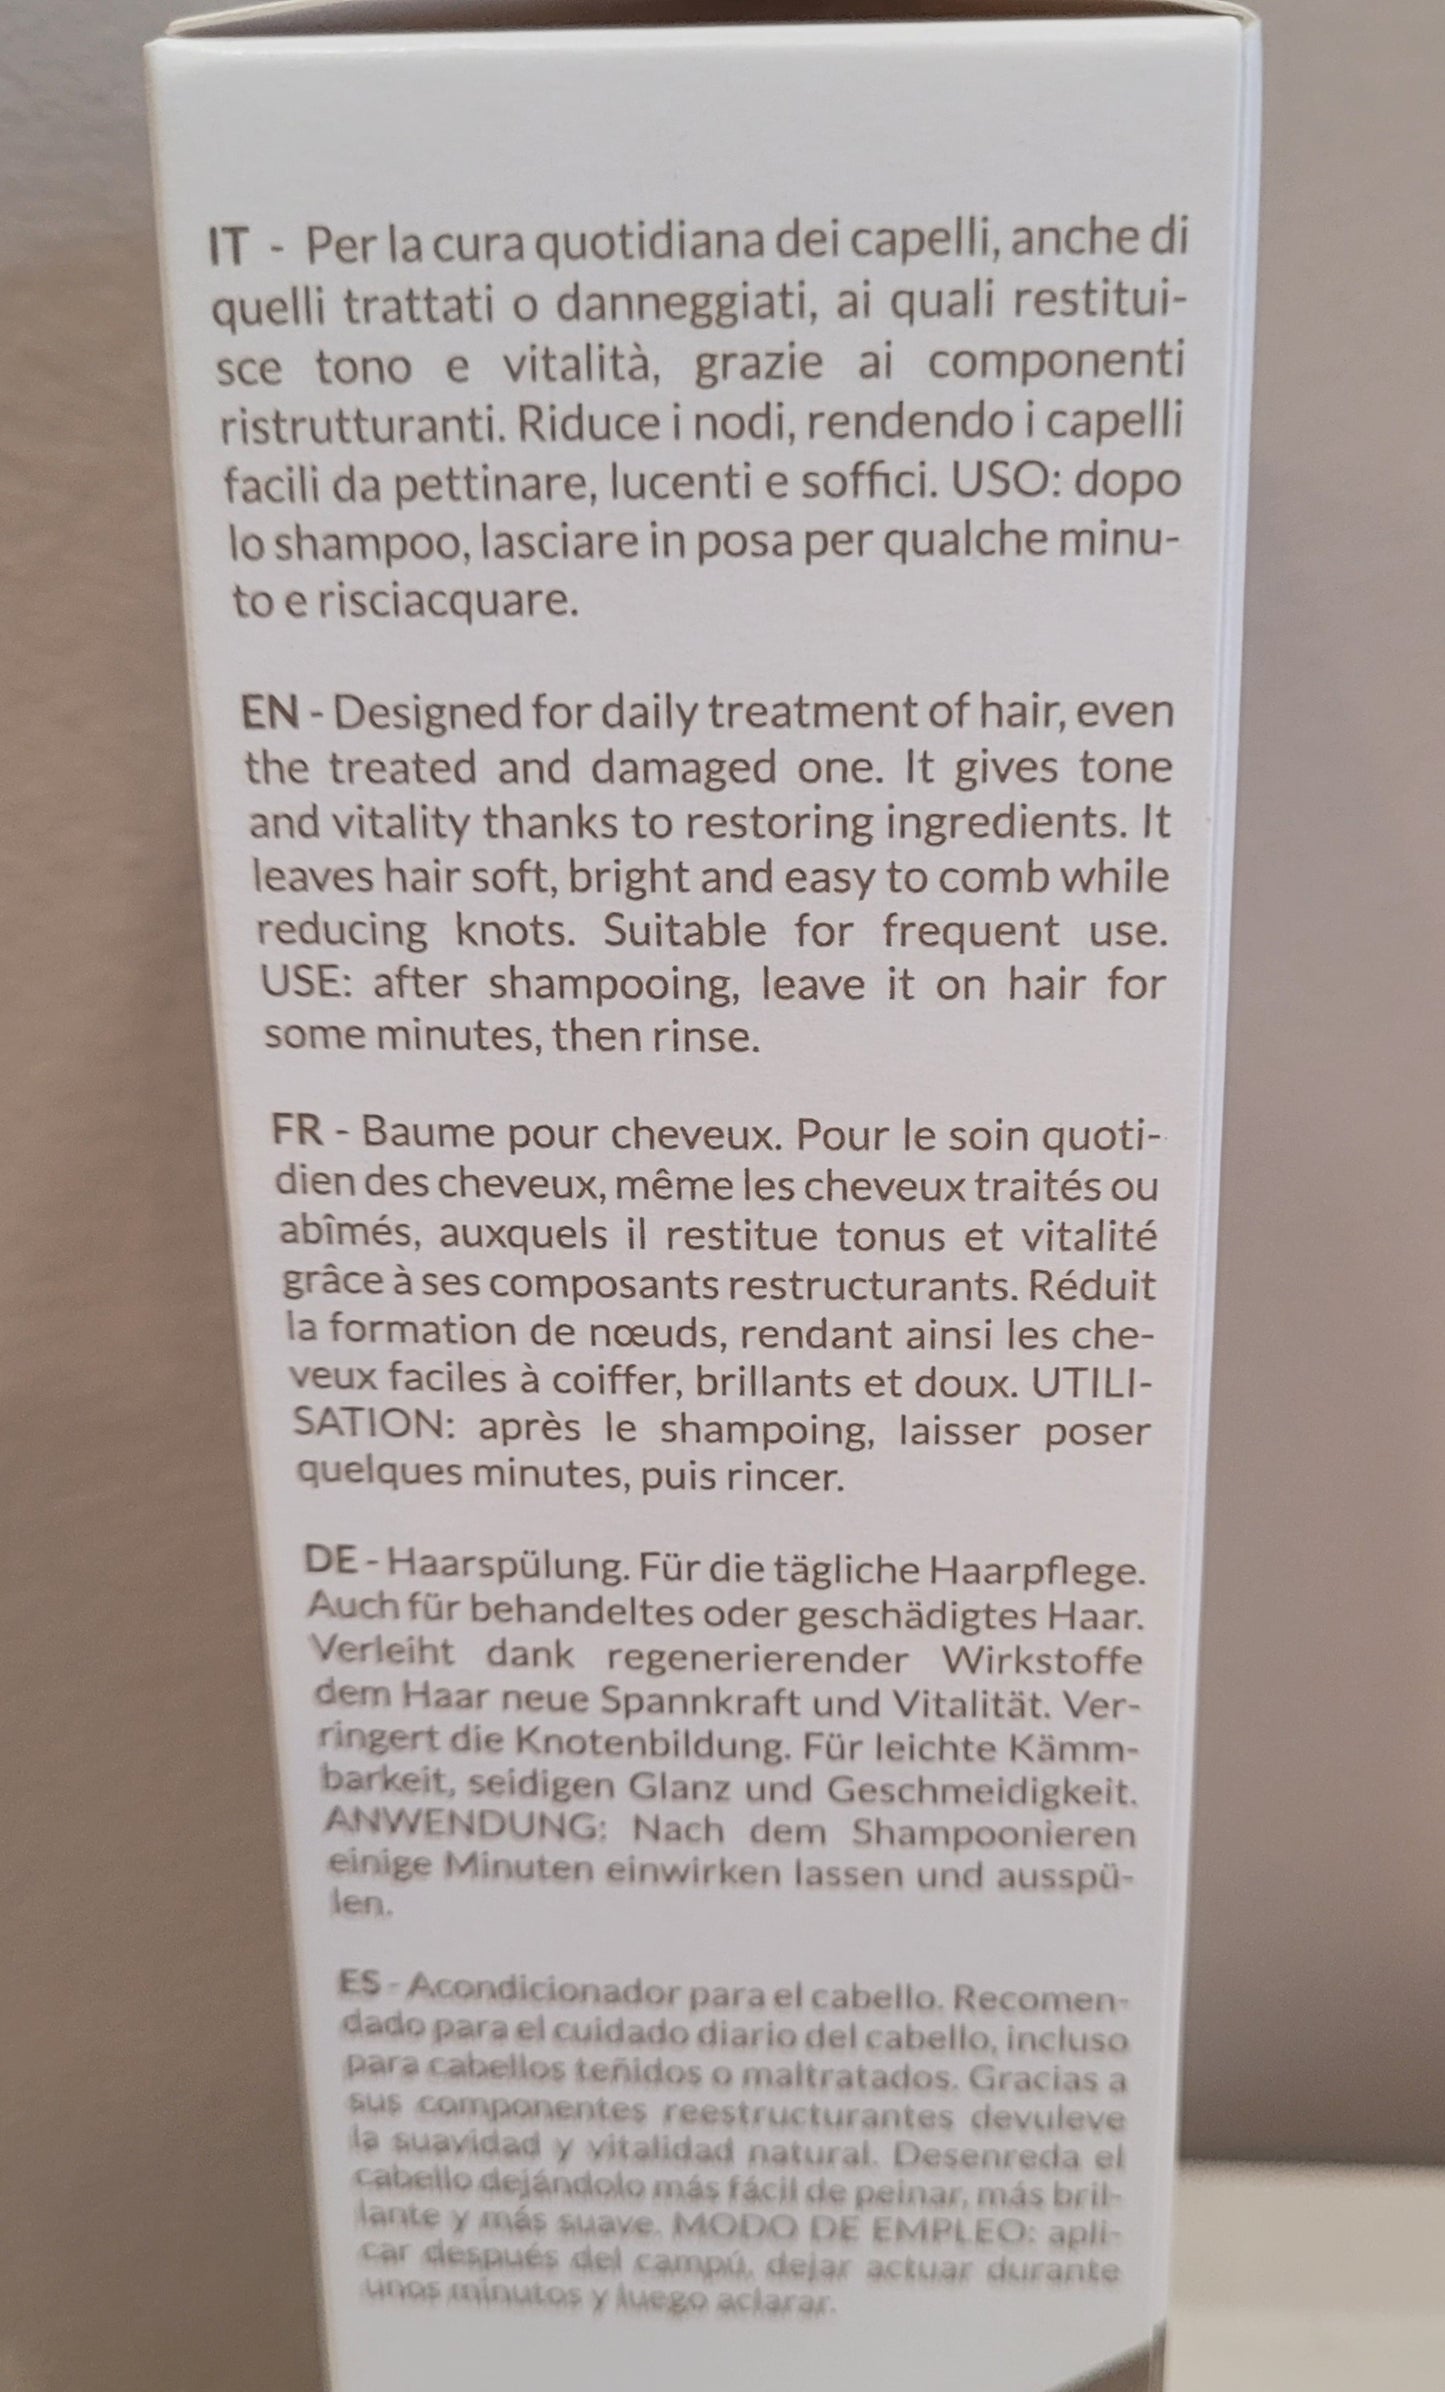 IT - Per la cura quotidiana dei capelli, anche di
quelli trattati o danneggiati, ai quali restitui-
sce tono e vitalità, grazie ai componenti
ristrutturanti. Riduce i nodi, rendendo i capelli
facili da pettinare, lucenti e soffici. USO: dopo
lo shampoo, lasciare in posa per qualche minu-
to e risciacquare.
EN - Designed for daily treatment of hair, even
the treated and damaged one. It gives tone
and vitality thanks to restoring ingredients. It
leaves hair soft, bright and easy to comb while
reducing knots. Suitable for frequent use.
USE: after shampooing, leave it on hair for
some minutes, then rinse.
FR - Baume pour cheveux. Pour le soin quoti-
dien des cheveux, même les cheveux traités ou
abîmés, auxquels il restitue tonus et vitalité
grâce à ses composants restructurants. Réduit
la formation de nœuds, rendant ainsi les che-
veux faciles à coiffer, brillants et doux. UTILI-
SATION: après le shampoing, laisser poser
quelques minutes, puis rincer.
DE - Haarspülung. Für die tägliche Haarpflege.
Auch für behandeltes oder geschädigtes Haar.
Verleiht dank regenerierender Wirkstoffe
dem Haar neue Spannkraft und Vitalität. Ver-
ringert die Knotenbildung. Für leichte Kämm-
barkeit, seidigen Glanz und Geschmeidigkeit.
ANWENDUNG: Nach dem Shampoonieren
einige Minuten einwirken lassen und ausspü-
len.
ES - Acondicionador para el cabello. Recomen-
dado para el cuidado diario del cabello, incluso
para cabellos teñidos o maltratados. Gracias a
sus componentes reestructurantes devuleve
la suavidad y vitalidad natural. Desenreda el
cabello dejándolo más fácil de peinar, más bril-
lante y más suave. MODO DE EMPLEO: apli-
car después del campú, dejar actuar durante
unos minutos y luego aclarar.